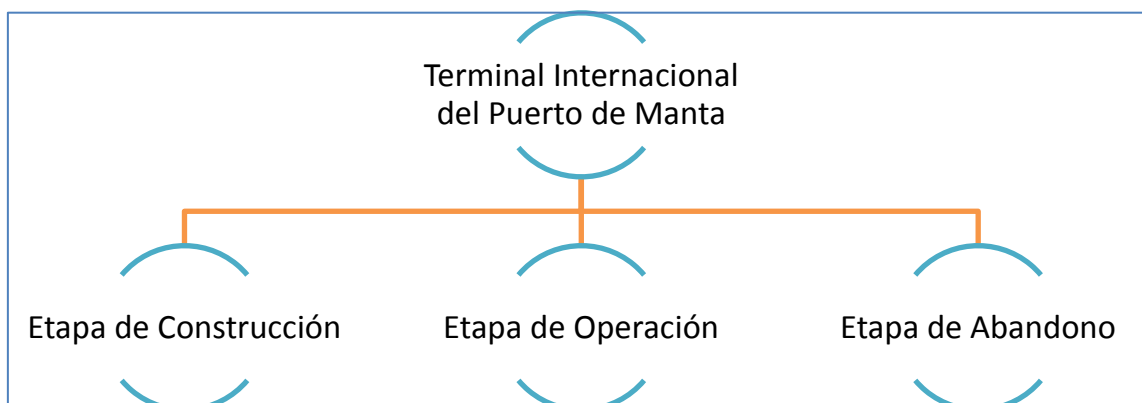 Terminal Internacional
del Puerto de Manta
Etapa de Construcción
Etapa de Operación
Etapa de Abandono